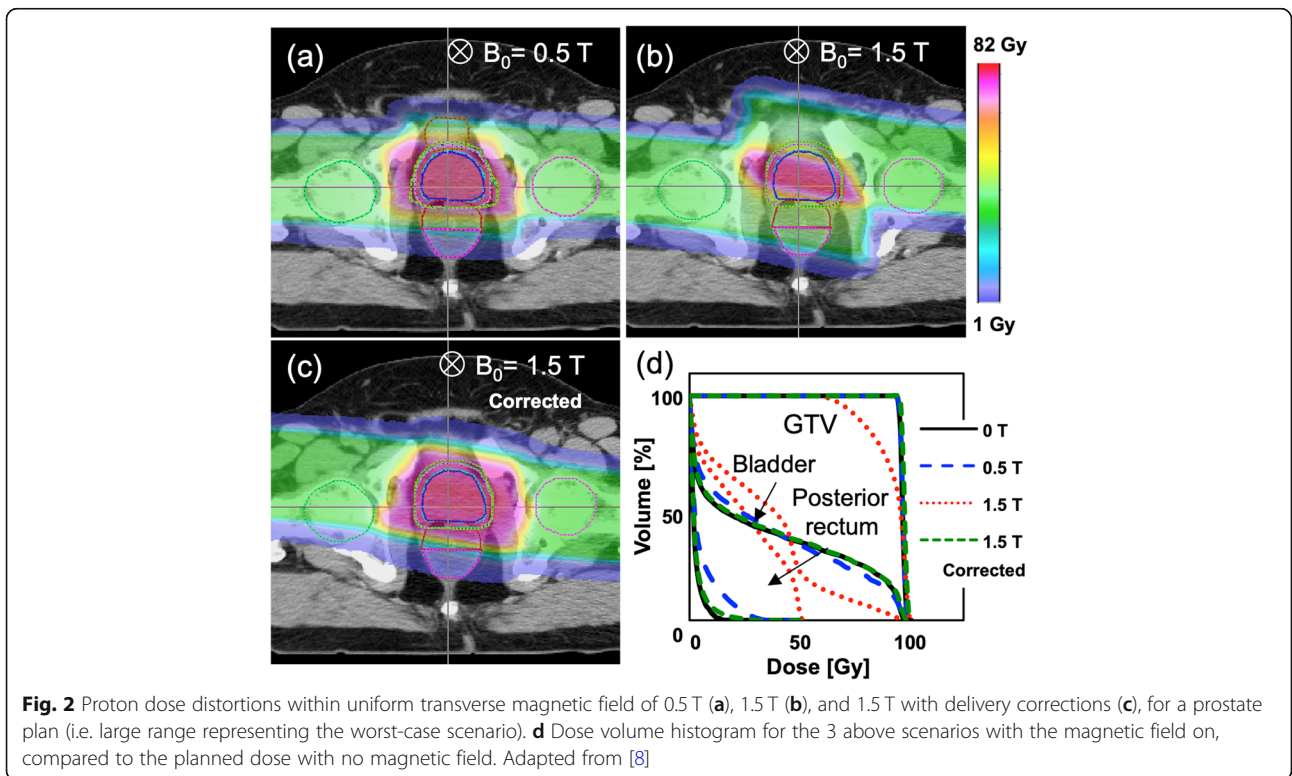 (a)
⊗ B₀= 0.5 T
(b)
⊗ B₀= 1.5 T
82 Gy
1 Gy
(c)
⊗ B₀= 1.5 T
Corrected
(d)
100
50
0
Volume [%]
GTV
Bladder
Posterior
rectum
0 50 100
Dose [Gy]
0 T
0.5 T
1.5 T
1.5 T
Corrected
Fig. 2 Proton dose distortions within uniform transverse magnetic field of 0.5 T (a), 1.5 T (b), and 1.5 T with delivery corrections (c), for a prostate
plan (i.e. large range representing the worst-case scenario). d Dose volume histogram for the 3 above scenarios with the magnetic field on,
compared to the planned dose with no magnetic field. Adapted from [8]